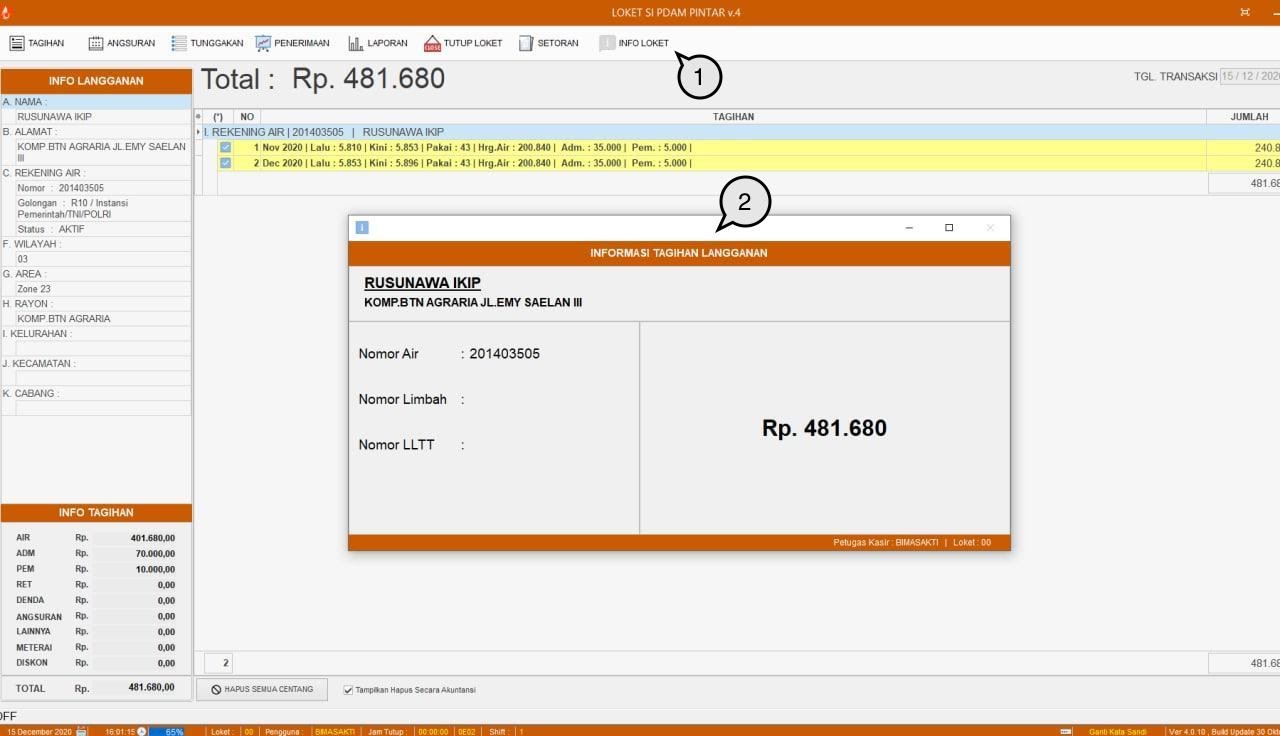 LOKET SI PDAM PINTAR v.4
TAGIHAN ANGSURAN TUNGGAKAN PENERIMAAN LAPORAN CLOSE TUTUP LOKET SETORAN i INFO LOKET
1
INFO LANGGANAN
A. NAMA :
RUSUNAWA IKIP
B. ALAMAT :
KOMP.BTN AGRARIA JL.EMY SAELAN
III
C. REKENING AIR :
Nomor : 201403505
Golongan : R10 / Instansi
Pemerintah/TNI/POLRI
Status : AKTIF
F. WILAYAH :
03
G. AREA :
Zone 23
H. RAYON :
KOMP.BTN AGRARIA
I. KELURAHAN :
J. KECAMATAN :
K. CABANG :
Total : Rp. 481.680
TGL. TRANSAKSI 15 / 12 / 202
(*) NO TAGIHAN JUMLAH
I. REKENING AIR | 201403505 | RUSUNAWA IKIP
1 Nov 2020 | Lalu : 5.810 | Kini : 5.853 | Pakai : 43 | Hrg.Air : 200.840 | Adm. : 35.000 | Pem. : 5.000 | 240.8
2 Dec 2020 | Lalu : 5.853 | Kini : 5.896 | Pakai : 43 | Hrg.Air : 200.840 | Adm. : 35.000 | Pem. : 5.000 | 240.8
481.68
2
i
INFORMASI TAGIHAN LANGGANAN
RUSUNAWA IKIP
KOMP.BTN AGRARIA JL.EMY SAELAN III
Nomor Air : 201403505
Nomor Limbah :
Nomor LLTT :
Rp. 481.680
Petugas Kasir : BIMASAKTI | Loket : 00
INFO TAGIHAN
AIR Rp. 401.680,00
ADM Rp. 70.000,00
PEM Rp. 10.000,00
RET Rp. 0,00
DENDA Rp. 0,00
ANGSURAN Rp. 0,00
LAINNYA Rp. 0,00
METERAI Rp. 0,00
DISKON Rp. 0,00
TOTAL Rp. 481.680,00
2 481.68
HAPUS SEMUA CENTANG Tampilkan Hapus Secara Akuntansi
OFF
15 December 2020 16:01:15 65% Loket : 00 Pengguna : BIMASAKTI Jam Tutup : 00:00:00 0E02 Shift : 1 Ganti Kata Sandi Ver 4.0.10 , Build Update 30 Okt